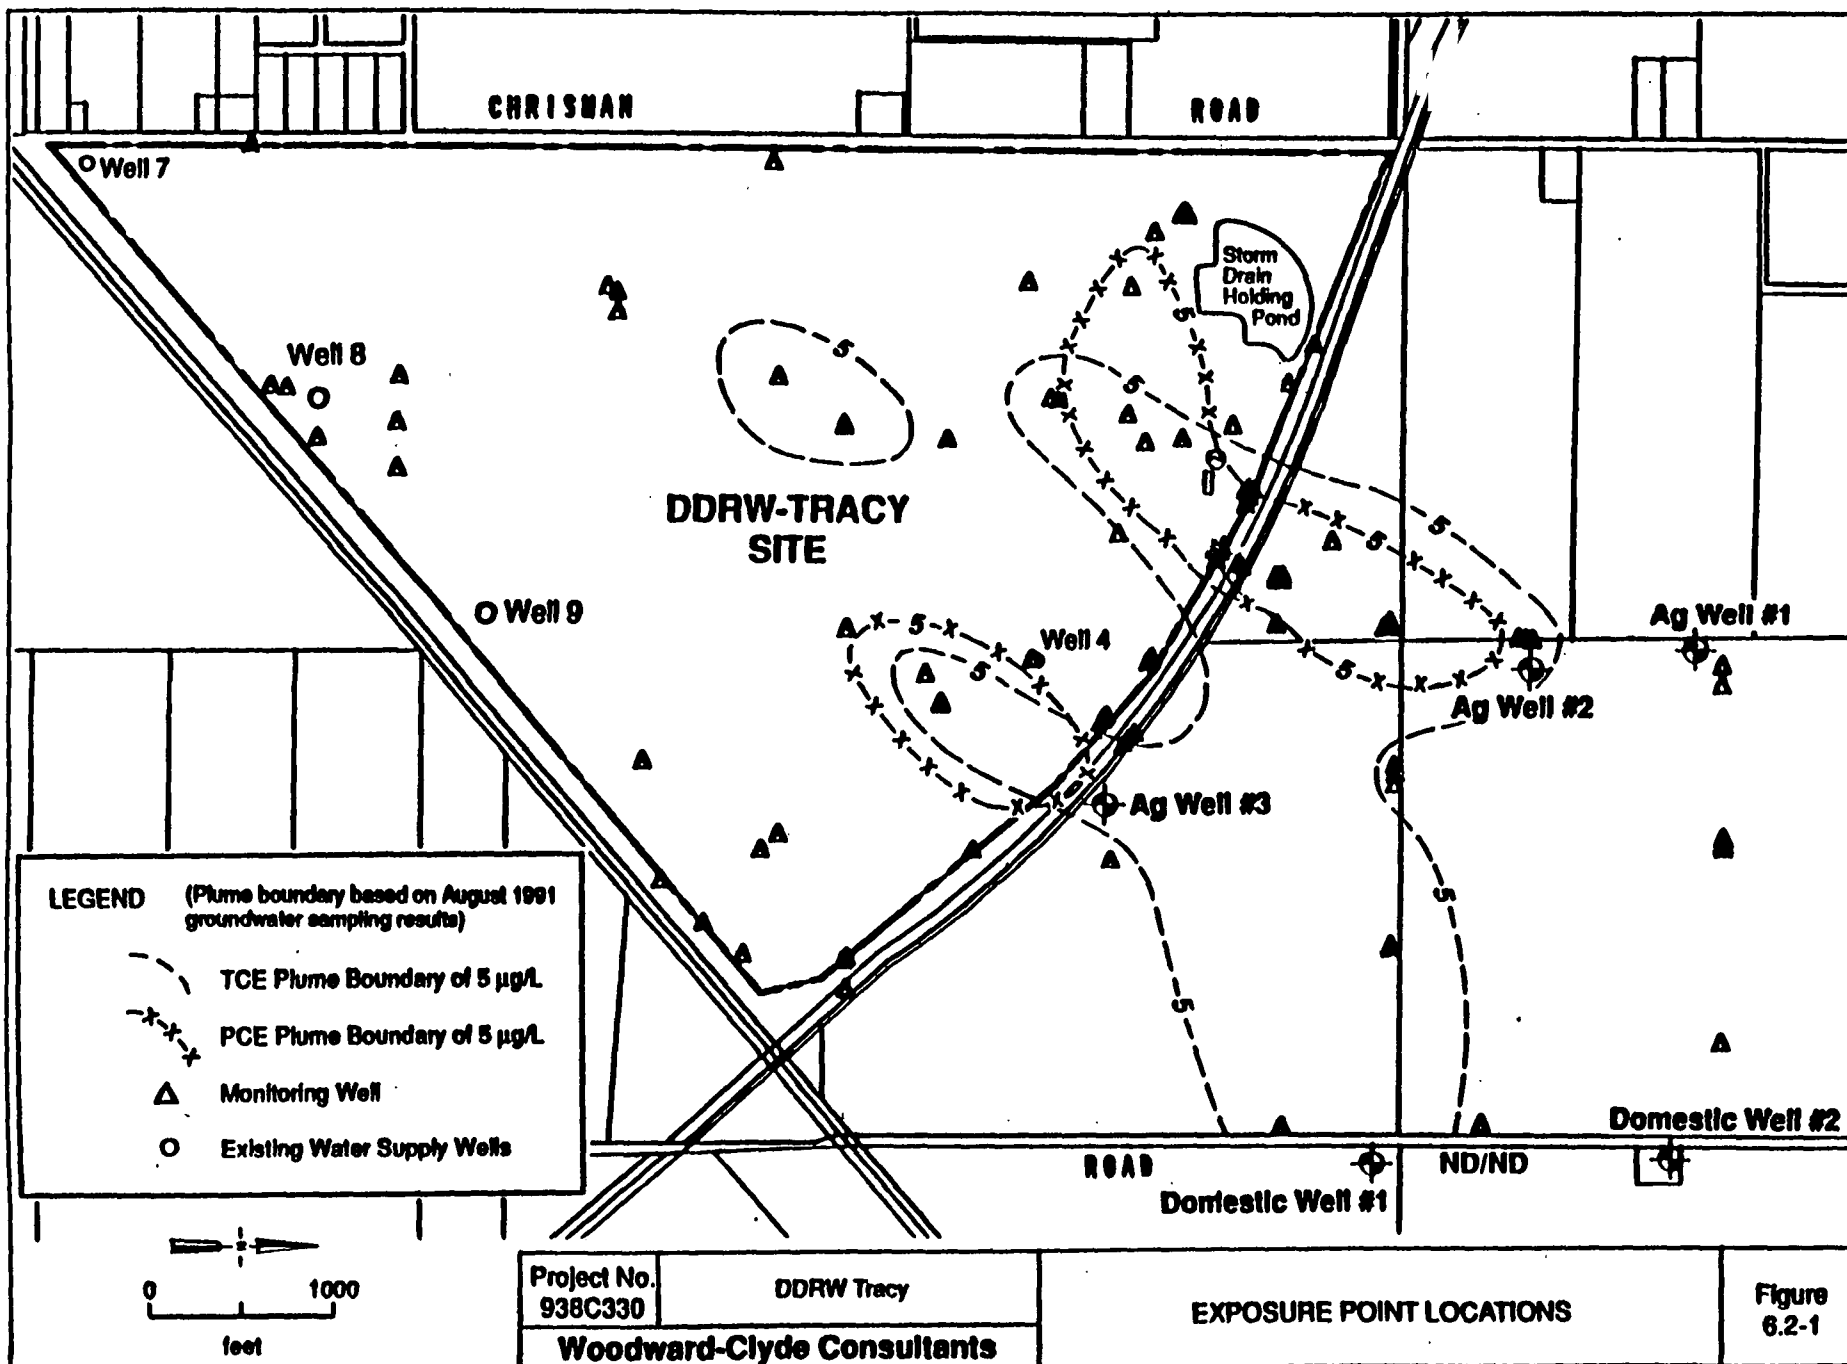 CHRISMAN ROAD
Well 7
Storm
Drain
Holding
Pond
Well 8
5
5
5
5
5
DDRW-TRACY
SITE
Well 9
5
5
Well 4
Ag Well #1
5
Ag Well #2
Ag Well #3
5
5
LEGEND (Plume boundary based on August 1991
groundwater sampling results)
TCE Plume Boundary of 5 µg/L
PCE Plume Boundary of 5 µg/L
Monitoring Well
Existing Water Supply Wells
Domestic Well #2
ROAD
ND/ND
Domestic Well #1
0 1000
feet
Project No.
938C330
DDRW Tracy
Woodward-Clyde Consultants
EXPOSURE POINT LOCATIONS
Figure
6.2-1